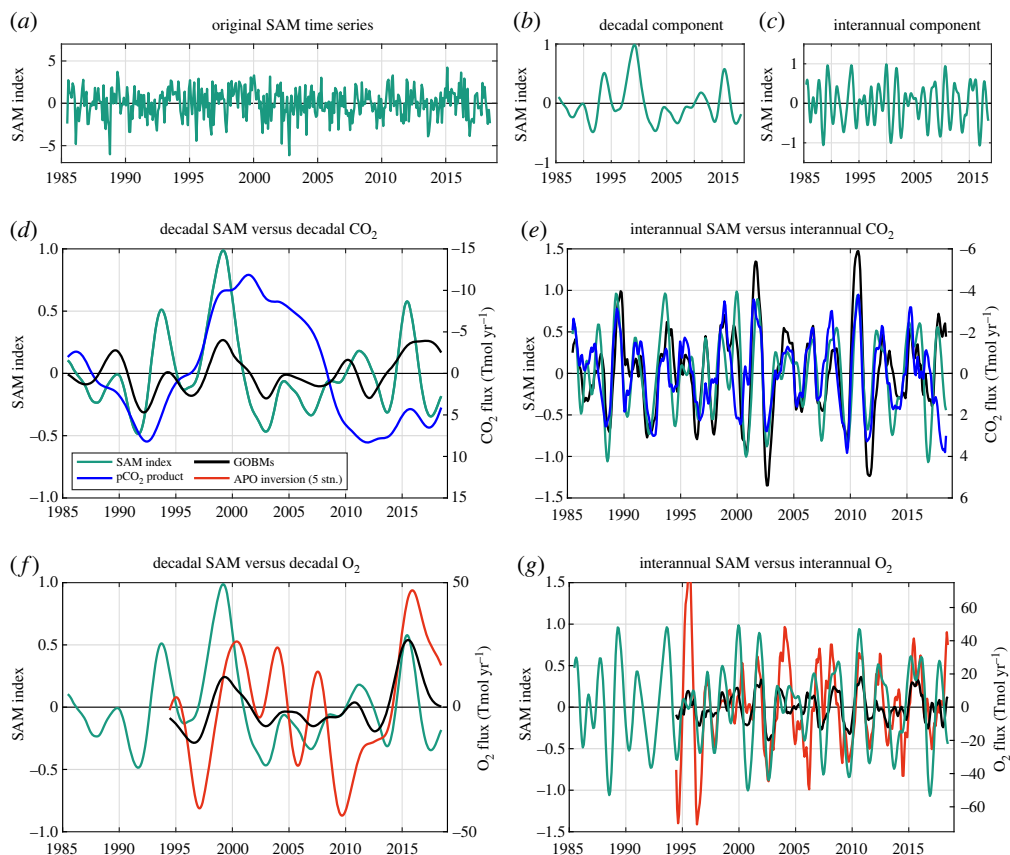 (a) original SAM time series
(b) decadal component
(c) interannual component
SAM index
5
0
–5
1985 1990 1995 2000 2005 2010 2015
SAM index
1
0
–1
1985 1995 2005 2015
SAM index
1
0
–1
1985 1995 2005 2015
(d) decadal SAM versus decadal CO₂
SAM index
1.0
0.5
0
–0.5
–1.0
–15
–10
–5
0
5
10
15
CO₂ flux (Tmol yr⁻¹)
SAM index
GOBMs
pCO₂ product
APO inversion (5 stn.)
1985 1990 1995 2000 2005 2010 2015
(e) interannual SAM versus interannual CO₂
SAM index
1.5
1.0
0.5
0
–0.5
–1.0
–1.5
–6
–4
–2
0
2
4
6
CO₂ flux (Tmol yr⁻¹)
1985 1990 1995 2000 2005 2010 2015
(f) decadal SAM versus decadal O₂
SAM index
1.0
0.5
0
–0.5
–1.0
50
0
–50
O₂ flux (Tmol yr⁻¹)
1985 1990 1995 2000 2005 2010 2015
(g) interannual SAM versus interannual O₂
SAM index
1.5
1.0
0.5
0
–0.5
–1.0
–1.5
60
40
20
0
–20
–40
–60
O₂ flux (Tmol yr⁻¹)
1985 1990 1995 2000 2005 2010 2015